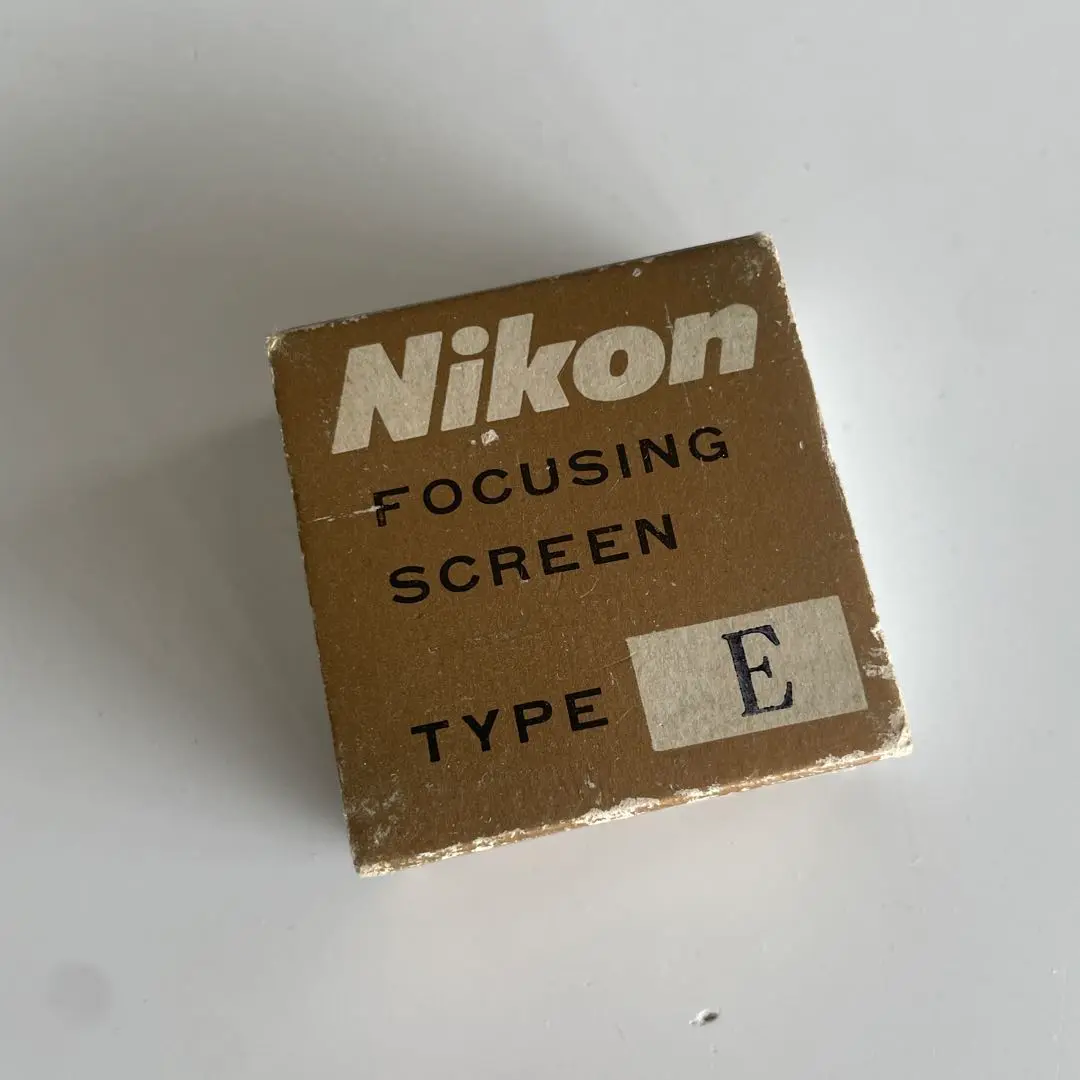 Nikon
FOCUSING
SCREEN
TYPE E